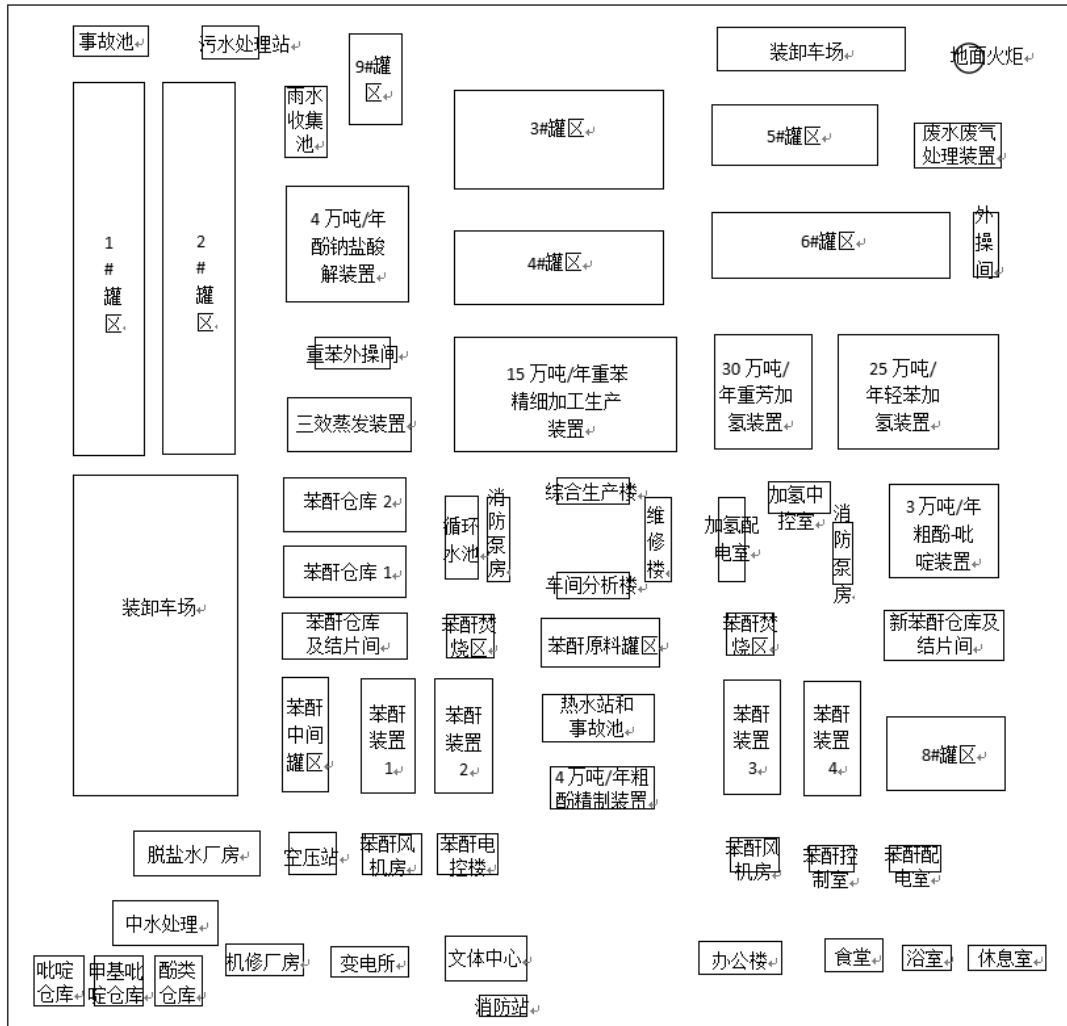 事故池
污水处理站
9#罐
区
装卸车场
地面火炬
雨水
收集
池
3#罐区
5#罐区
废水废气
处理装置
1
#
罐
区
2
#
罐
区
4 万吨/年
酚钠盐酸
解装置
4#罐区
6#罐区
外
操
间
重苯外操间
15 万吨/年重苯
精细加工生产
装置
30 万吨/
年重芳加
氢装置
25 万吨/
年轻苯加
氢装置
三效蒸发装置
装卸车场
苯酐仓库 2
循环
水池
消
防
泵
房
综合生产楼
维
修
楼
加氢配
电室
加氢中
控室
消
防
泵
房
3 万吨/年
粗酚-吡
啶装置
苯酐仓库 1
车间分析楼
苯酐仓库
及结片间
苯酐焚
烧区
苯酐原料罐区
苯酐焚
烧区
新苯酐仓库及
结片间
苯酐
中间
罐区
苯酐
装置
1
苯酐
装置
2
热水站和
事故池
苯酐
装置
3
苯酐
装置
4
8#罐区
4 万吨/年粗
酚精制装置
脱盐水厂房
空压站
苯酐风
机房
苯酐电
控楼
苯酐风
机房
苯酐控
制室
苯酐配
电室
中水处理
吡啶
仓库
甲基吡
啶仓库
酚类
仓库
机修厂房
变电所
文体中心
办公楼
食堂
浴室
休息室
消防站